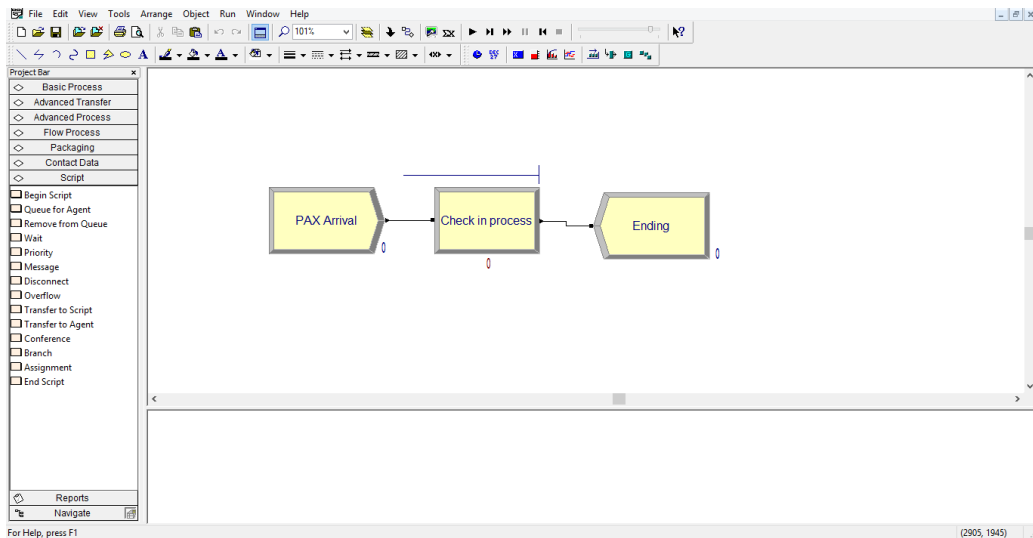 File Edit View Tools Arrange Object Run Window Help
101%
A
Project Bar
Basic Process
Advanced Transfer
Advanced Process
Flow Process
Packaging
Contact Data
Script
Begin Script
Queue for Agent
Remove from Queue
Wait
Priority
Message
Disconnect
Overflow
Transfer to Script
Transfer to Agent
Conference
Branch
Assignment
End Script
Reports
Navigate
PAX Arrival
0
Check in process
0
Ending
0
For Help, press F1
(2905, 1945)